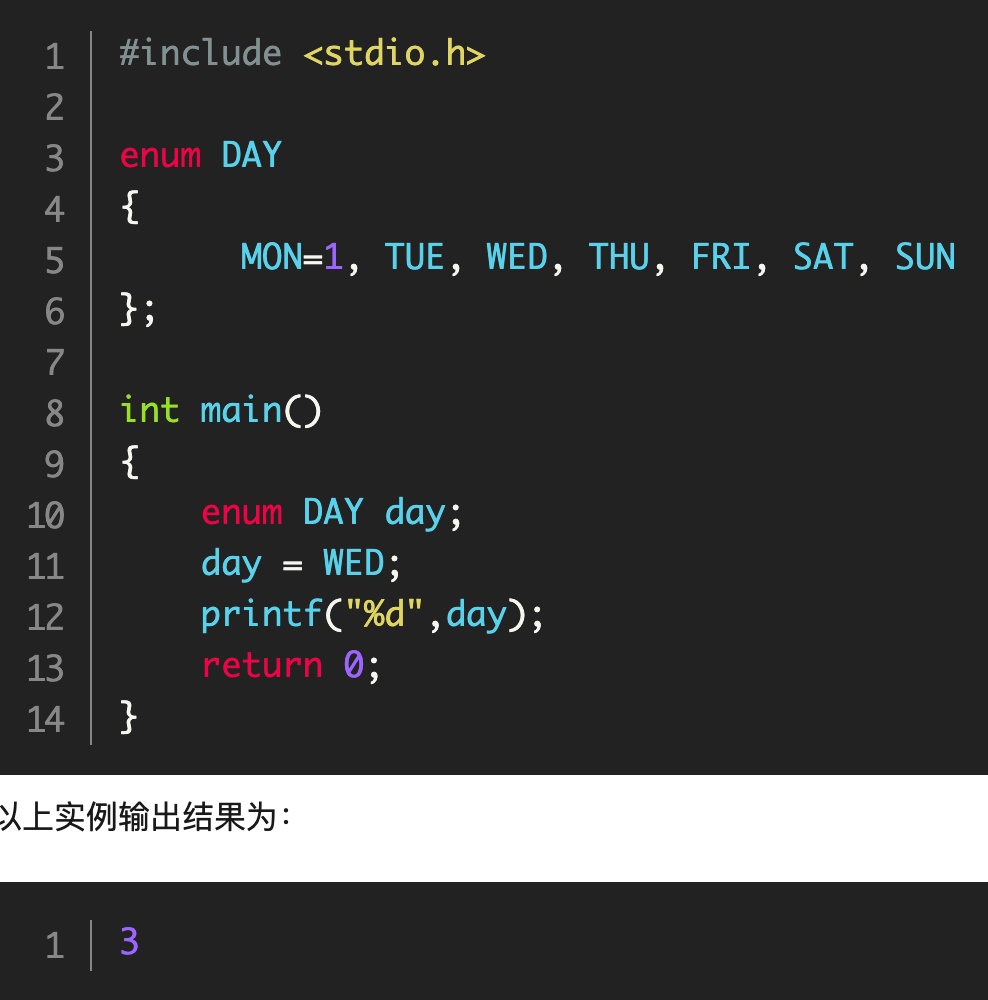 1 #include <stdio.h>
2
3 enum DAY
4 {
5       MON=1, TUE, WED, THU, FRI, SAT, SUN
6 };
7
8 int main()
9 {
10     enum DAY day;
11     day = WED;
12     printf("%d",day);
13     return 0;
14 }
以上实例输出结果为：
1 3